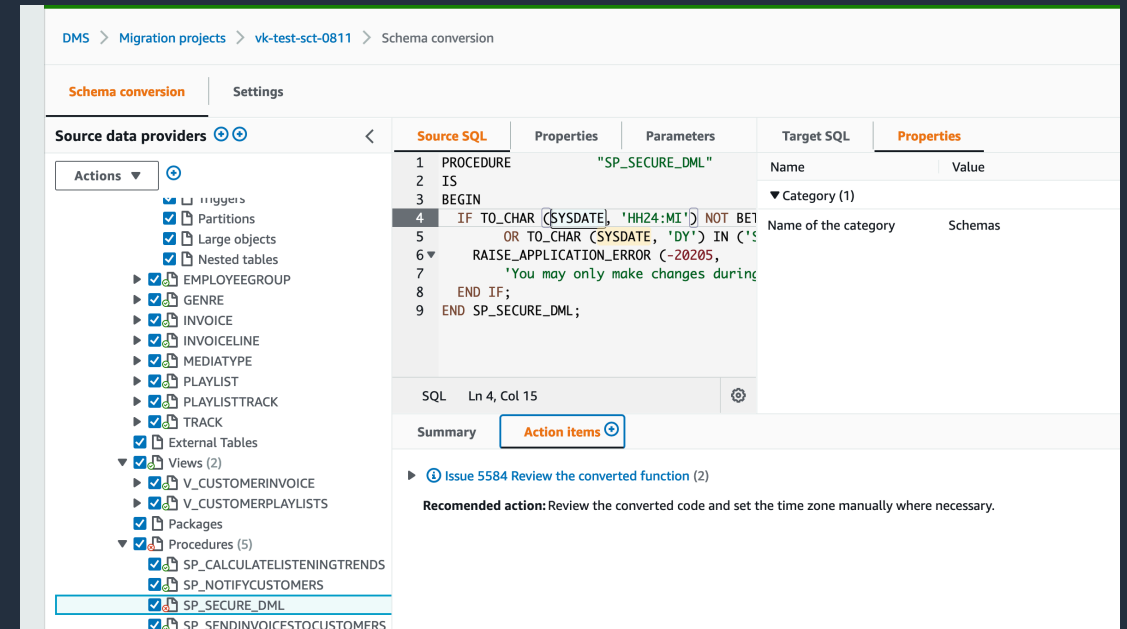 DMS > Migration projects > vk-test-sct-0811 > Schema conversion
Schema conversion
Settings
Source data providers
Actions
Triggers
Partitions
Large objects
Nested tables
EMPLOYEEGROUP
GENRE
INVOICE
INVOICELINE
MEDIATYPE
PLAYLIST
PLAYLISTTRACK
TRACK
External Tables
Views (2)
V_CUSTOMERINVOICE
V_CUSTOMERPLAYLISTS
Packages
Procedures (5)
SP_CALCULATELISTENINGTRENDS
SP_NOTIFYCUSTOMERS
SP_SECURE_DML
SP_SENDINVOICESTOCUSTOMERS
Source SQL
Properties
Parameters
1 PROCEDURE "SP_SECURE_DML"
2 IS
3 BEGIN
4 IF TO_CHAR (SYSDATE, 'HH24:MI') NOT BET
5 OR TO_CHAR (SYSDATE, 'DY') IN ('S
6 RAISE_APPLICATION_ERROR (-20205,
7 'You may only make changes during
8 END IF;
9 END SP_SECURE_DML;
SQL Ln 4, Col 15
Target SQL
Properties
Name Value
Category (1)
Name of the category Schemas
Summary
Action items
Issue 5584 Review the converted function (2)
Recomended action: Review the converted code and set the time zone manually where necessary.